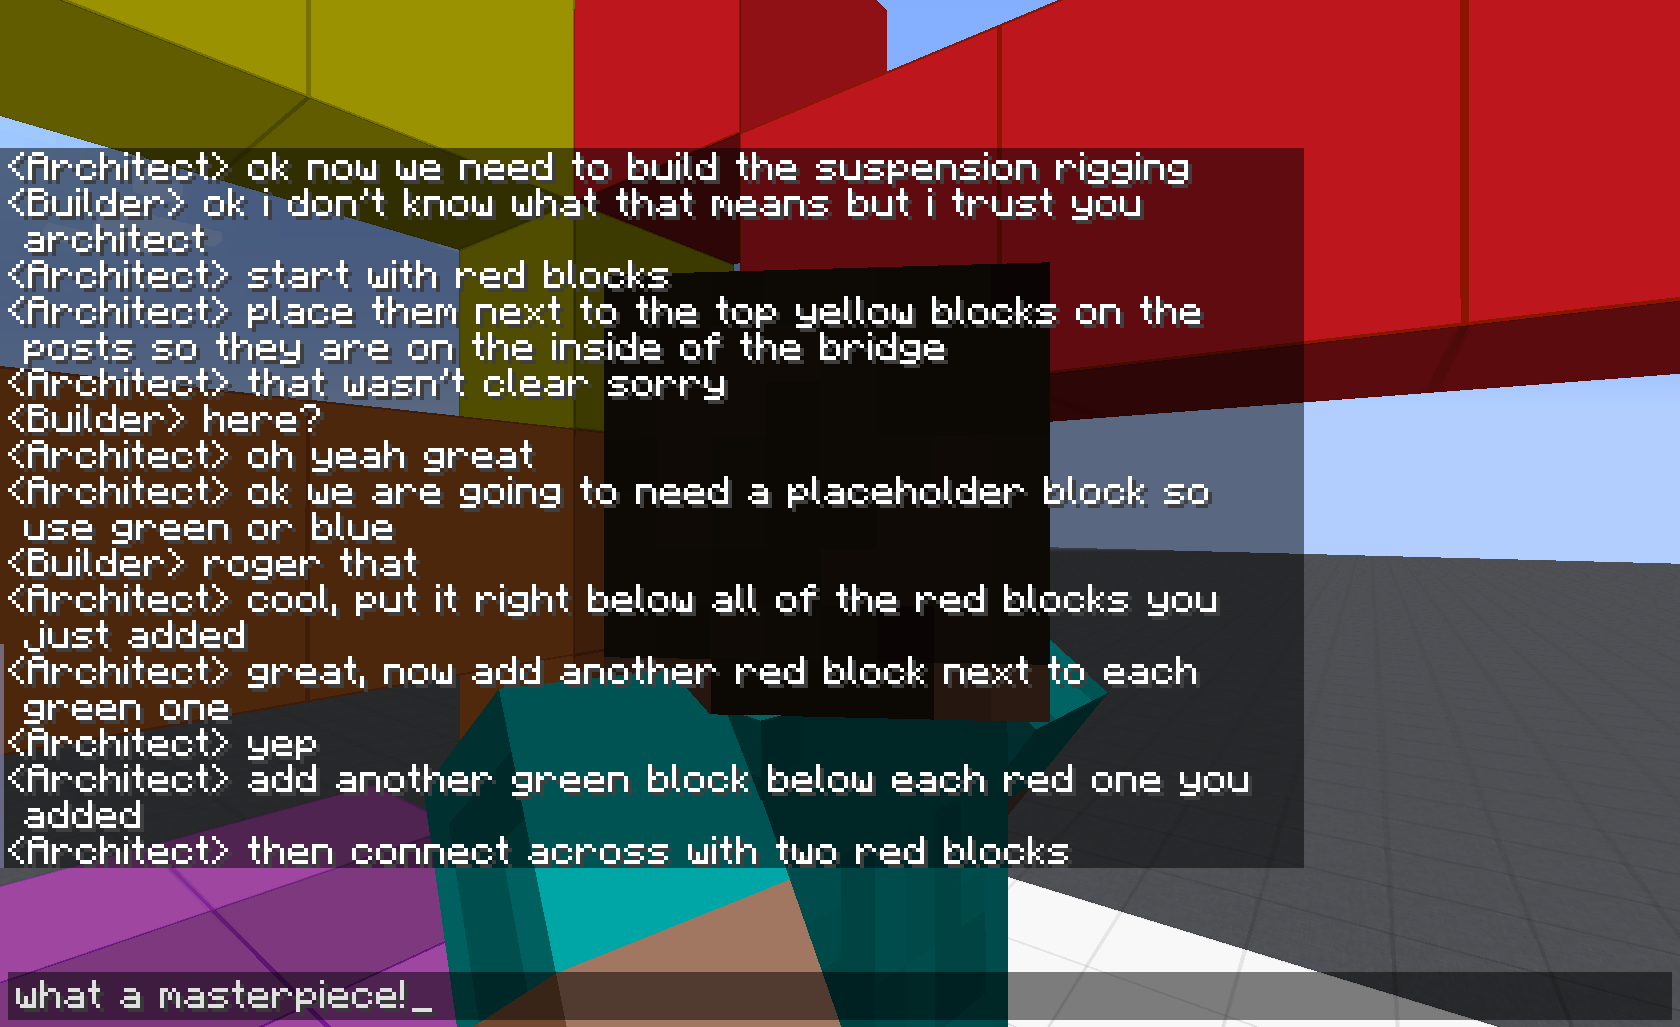 <Architect> ok now we need to build the suspension rigging
<Builder> ok i don't know what that means but i trust you
architect
<Architect> start with red blocks
<Architect> place them next to the top yellow blocks on the
posts so they are on the inside of the bridge
<Architect> that wasn't clear sorry
<Builder> here?
<Architect> oh yeah great
<Architect> ok we are going to need a placeholder block so
use green or blue
<Builder> roger that
<Architect> cool, put it right below all of the red blocks you
just added
<Architect> great, now add another red block next to each
green one
<Architect> yep
<Architect> add another green block below each red one you
added
<Architect> then connect across with two red blocks
what a masterpiece!_